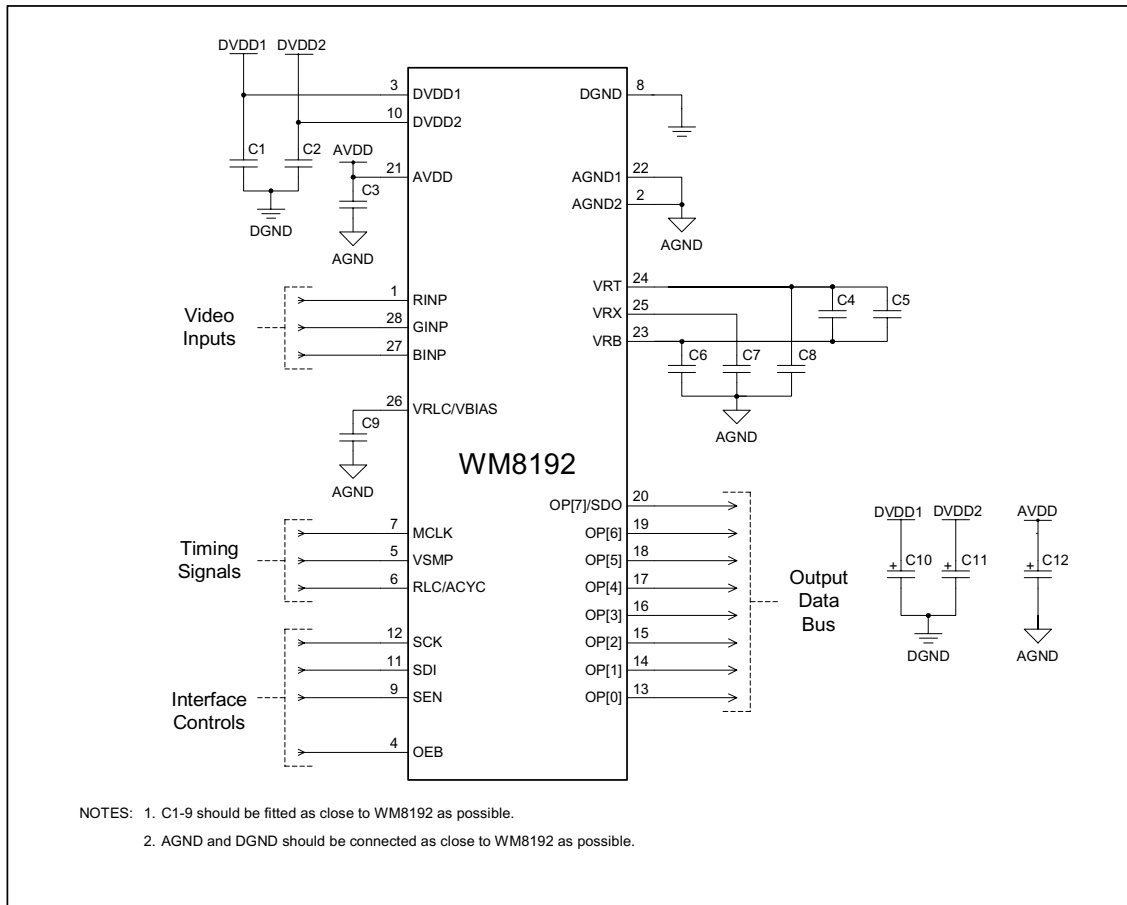 DVDD1 DVDD2
3 DVDD1
10 DVDD2
C1 C2
DGND
AVDD
21 AVDD
C3
AGND
DGND 8
AGND1 22
AGND2 2
AGND
VRT 24
VRX 25
VRB 23
C4 C5
C6 C7 C8
AGND
Video
Inputs
1 RINP
28 GINP
27 BINP
26 VRLC/VBIAS
C9
AGND
WM8192
Timing
Signals
7 MCLK
5 VSMP
6 RLC/ACYC
Interface
Controls
12 SCK
11 SDI
9 SEN
4 OEB
OP[7]/SDO 20
OP[6] 19
OP[5] 18
OP[4] 17
OP[3] 16
OP[2] 15
OP[1] 14
OP[0] 13
Output
Data
Bus
DVDD1 DVDD2 AVDD
+ C10 + C11 + C12
DGND AGND
NOTES: 1. C1-9 should be fitted as close to WM8192 as possible.
2. AGND and DGND should be connected as close to WM8192 as possible.